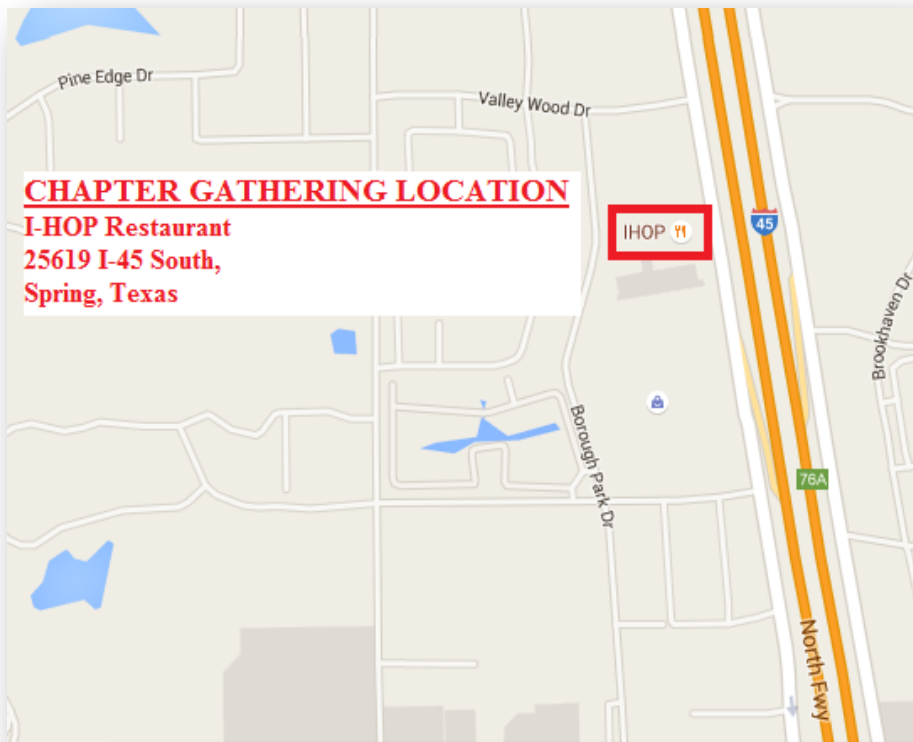 Pine Edge Dr
Valley Wood Dr
CHAPTER GATHERING LOCATION
I-HOP Restaurant
25619 I-45 South,
Spring, Texas
IHOP
45
Brookhaven Dr
Borough Park Dr
76A
North Fwy